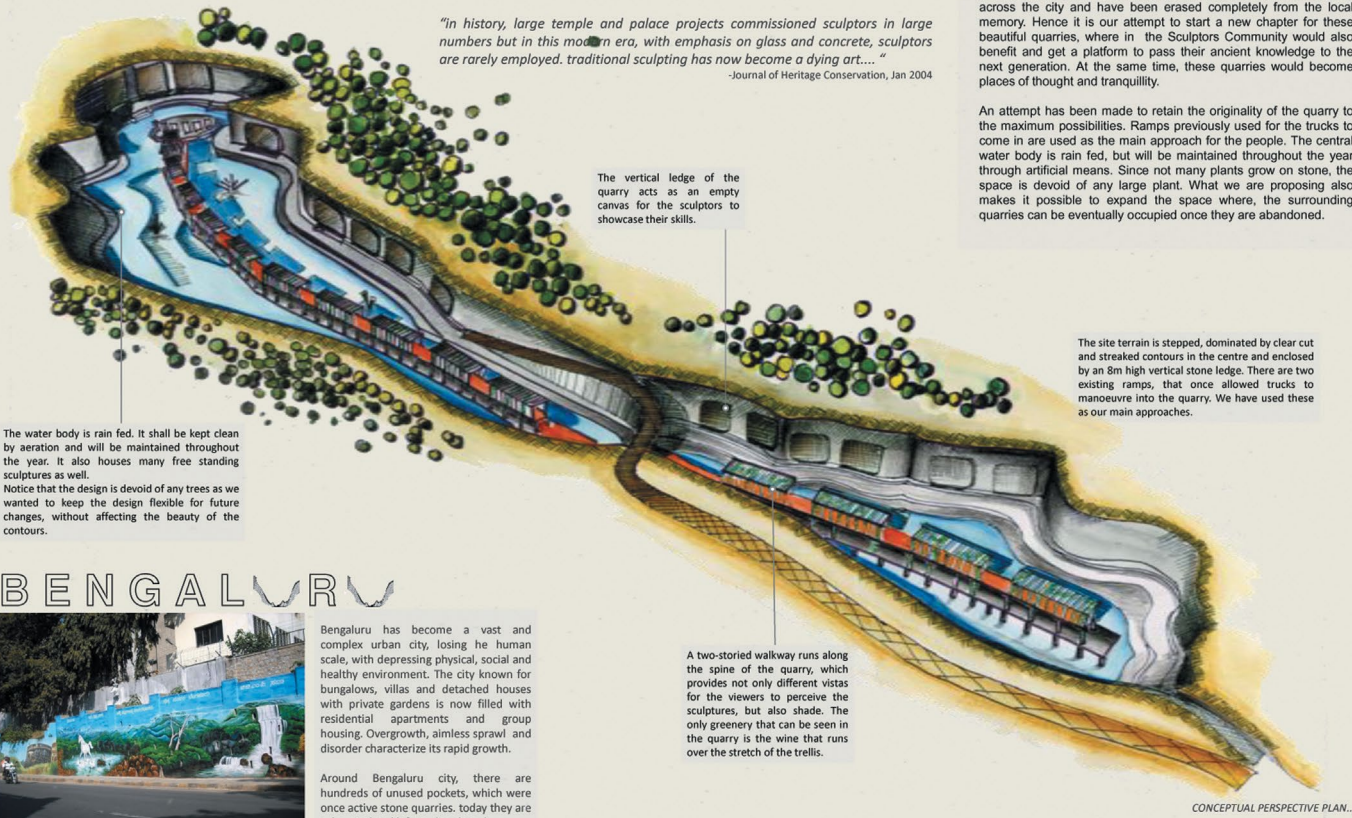 “in history, large temple and palace projects commissioned sculptors in large
numbers but in this modern era, with emphasis on glass and concrete, sculptors
are rarely employed. traditional sculpting has now become a dying art.... “
-Journal of Heritage Conservation, Jan 2004
across the city and have been erased completely from the local
memory. Hence it is our attempt to start a new chapter for these
beautiful quarries, where in the Sculptors Community would also
benefit and get a platform to pass their ancient knowledge to the
next generation. At the same time, these quarries would become
places of thought and tranquillity.
An attempt has been made to retain the originality of the quarry to
the maximum possibilities. Ramps previously used for the trucks to
come in are used as the main approach for the people. The central
water body is rain fed, but will be maintained throughout the year
through artificial means. Since not many plants grow on stone, the
space is devoid of any large plant. What we are proposing also
makes it possible to expand the space where, the surrounding
quarries can be eventually occupied once they are abandoned.
The vertical ledge of the
quarry acts as an empty
canvas for the sculptors to
showcase their skills.
The site terrain is stepped, dominated by clear cut
and streaked contours in the centre and enclosed
by an 8m high vertical stone ledge. There are two
existing ramps, that once allowed trucks to
manoeuvre into the quarry. We have used these
as our main approaches.
The water body is rain fed. It shall be kept clean
by aeration and will be maintained throughout
the year. It also houses many free standing
sculptures as well.
Notice that the design is devoid of any trees as we
wanted to keep the design flexible for future
changes, without affecting the beauty of the
contours.
BENGALURU
Bengaluru has become a vast and
complex urban city, losing he human
scale, with depressing physical, social and
healthy environment. The city known for
bungalows, villas and detached houses
with private gardens is now filled with
residential apartments and group
housing. Overgrowth, aimless sprawl and
disorder characterize its rapid growth.
Around Bengaluru city, there are
hundreds of unused pockets, which were
once active stone quarries. today they are
A two-storied walkway runs along
the spine of the quarry, which
provides not only different vistas
for the viewers to perceive the
sculptures, but also shade. The
only greenery that can be seen in
the quarry is the wine that runs
over the stretch of the trellis.
CONCEPTUAL PERSPECTIVE PLAN..